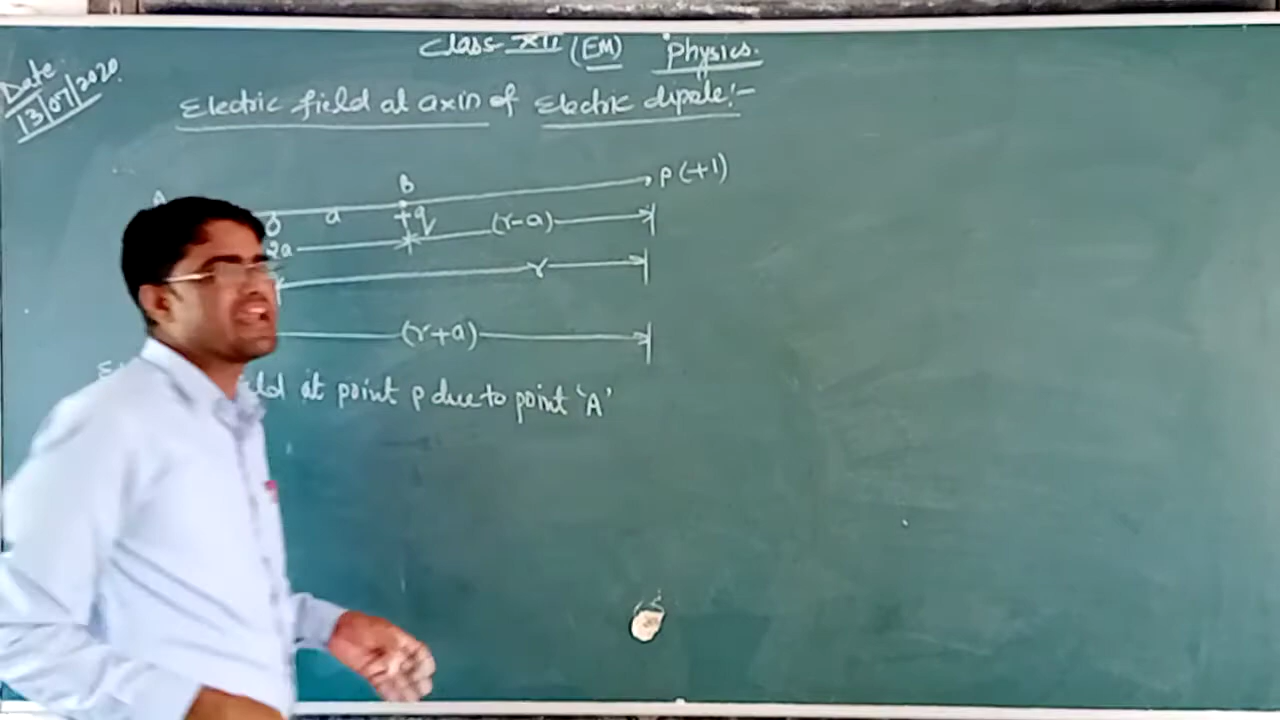 Class XII (EM) Physics.
Date
13/07/2020
Electric field at axis of Electric dipole:-
A
B
P (+1)
O
a
+q
(r-a)
2a
r
(r+a)
at point p due to point 'A'